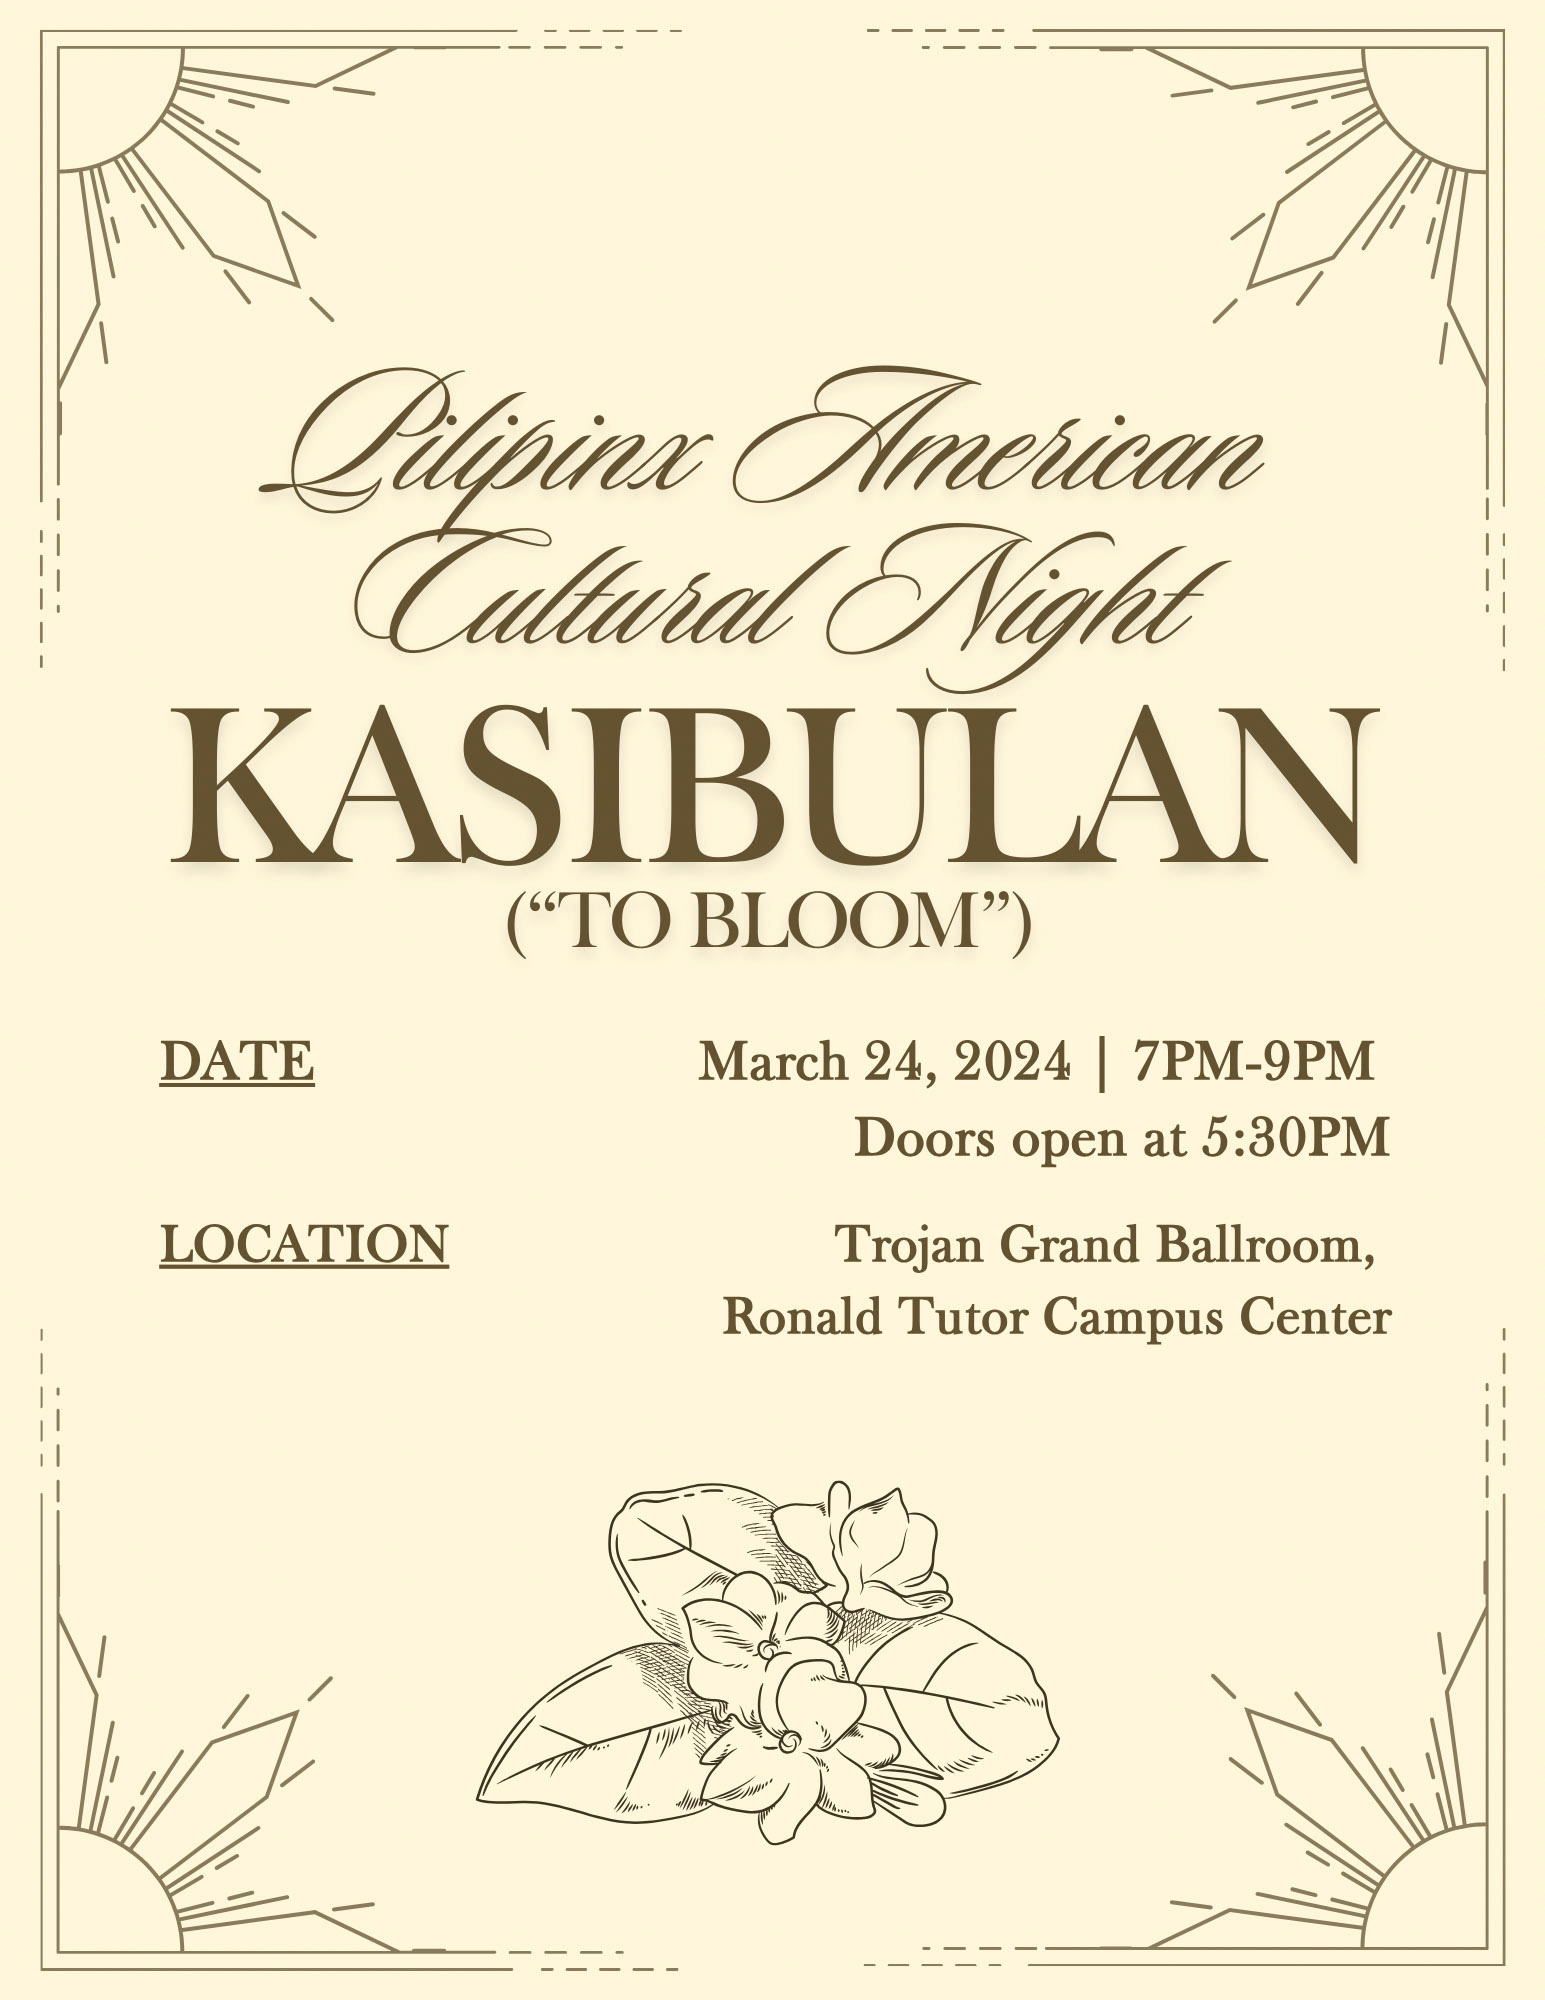 Pilipinx American
Cultural Night
KASIBULAN
(“TO BLOOM”)
DATE
March 24, 2024 | 7PM-9PM
Doors open at 5:30PM
LOCATION
Trojan Grand Ballroom,
Ronald Tutor Campus Center